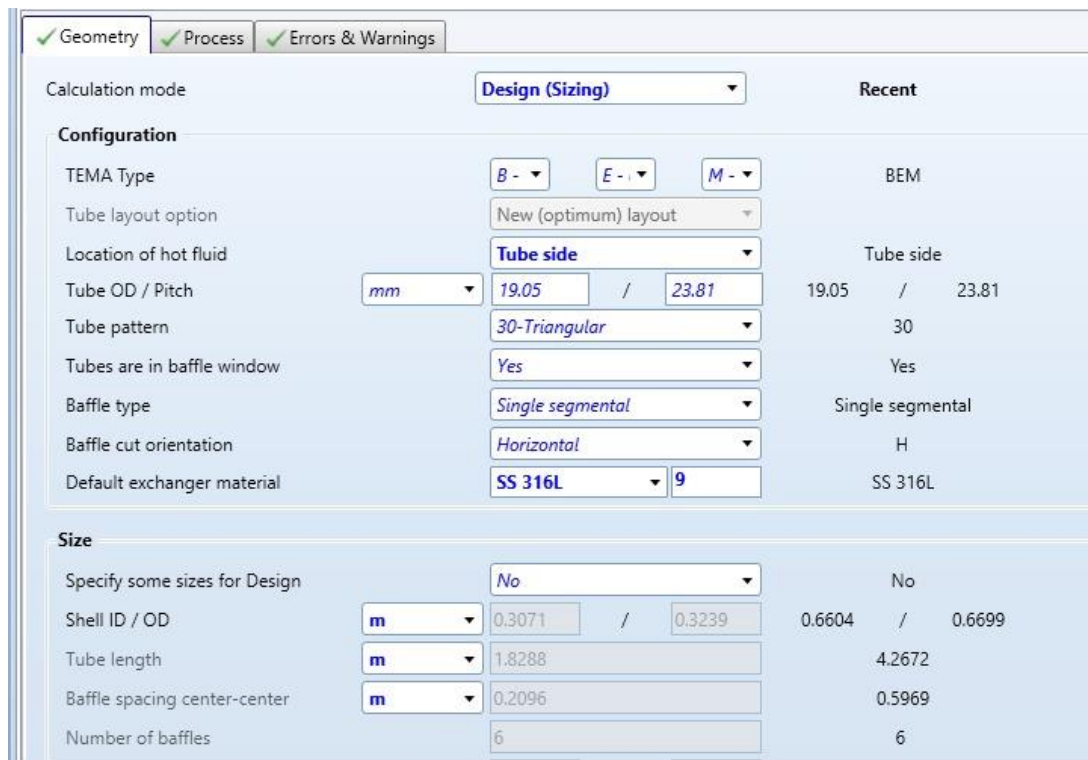 Geometry Process Errors & Warnings
Calculation mode Design (Sizing) Recent
Configuration
TEMA Type B - E - M - BEM
Tube layout option New (optimum) layout
Location of hot fluid Tube side Tube side
Tube OD / Pitch mm 19.05 / 23.81 19.05 / 23.81
Tube pattern 30-Triangular 30
Tubes are in baffle window Yes Yes
Baffle type Single segmental Single segmental
Baffle cut orientation Horizontal H
Default exchanger material SS 316L 9 SS 316L
Size
Specify some sizes for Design No No
Shell ID / OD m 0.3071 / 0.3239 0.6604 / 0.6699
Tube length m 1.8288 4.2672
Baffle spacing center-center m 0.2096 0.5969
Number of baffles 6 6